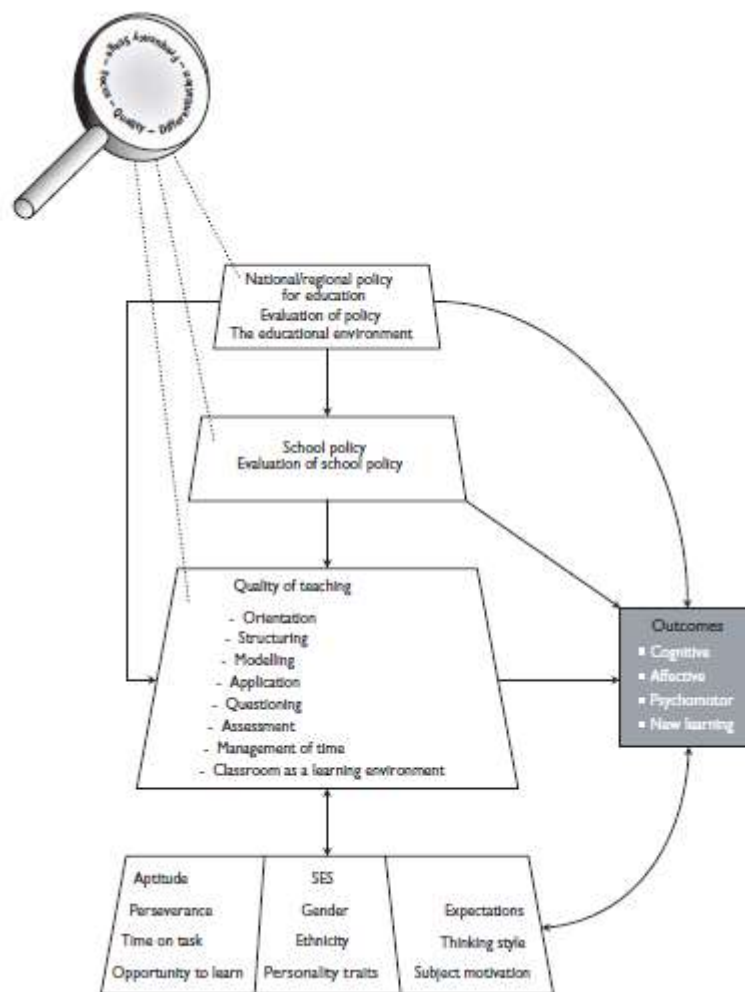 Frequency Stage – Focus – Quality – Differentiation –
National/regional policy
for education
Evaluation of policy
The educational environment
School policy
Evaluation of school policy
Quality of teaching
- Orientation
- Structuring
- Modelling
- Application
- Questioning
- Assessment
- Management of time
- Classroom as a learning environment
Outcomes
▪ Cognitive
▪ Affective
▪ Psychomotor
▪ New learning
Aptitude
Perseverance
Time on task
Opportunity to learn
SES
Gender
Ethnicity
Personality traits
Expectations
Thinking style
Subject motivation